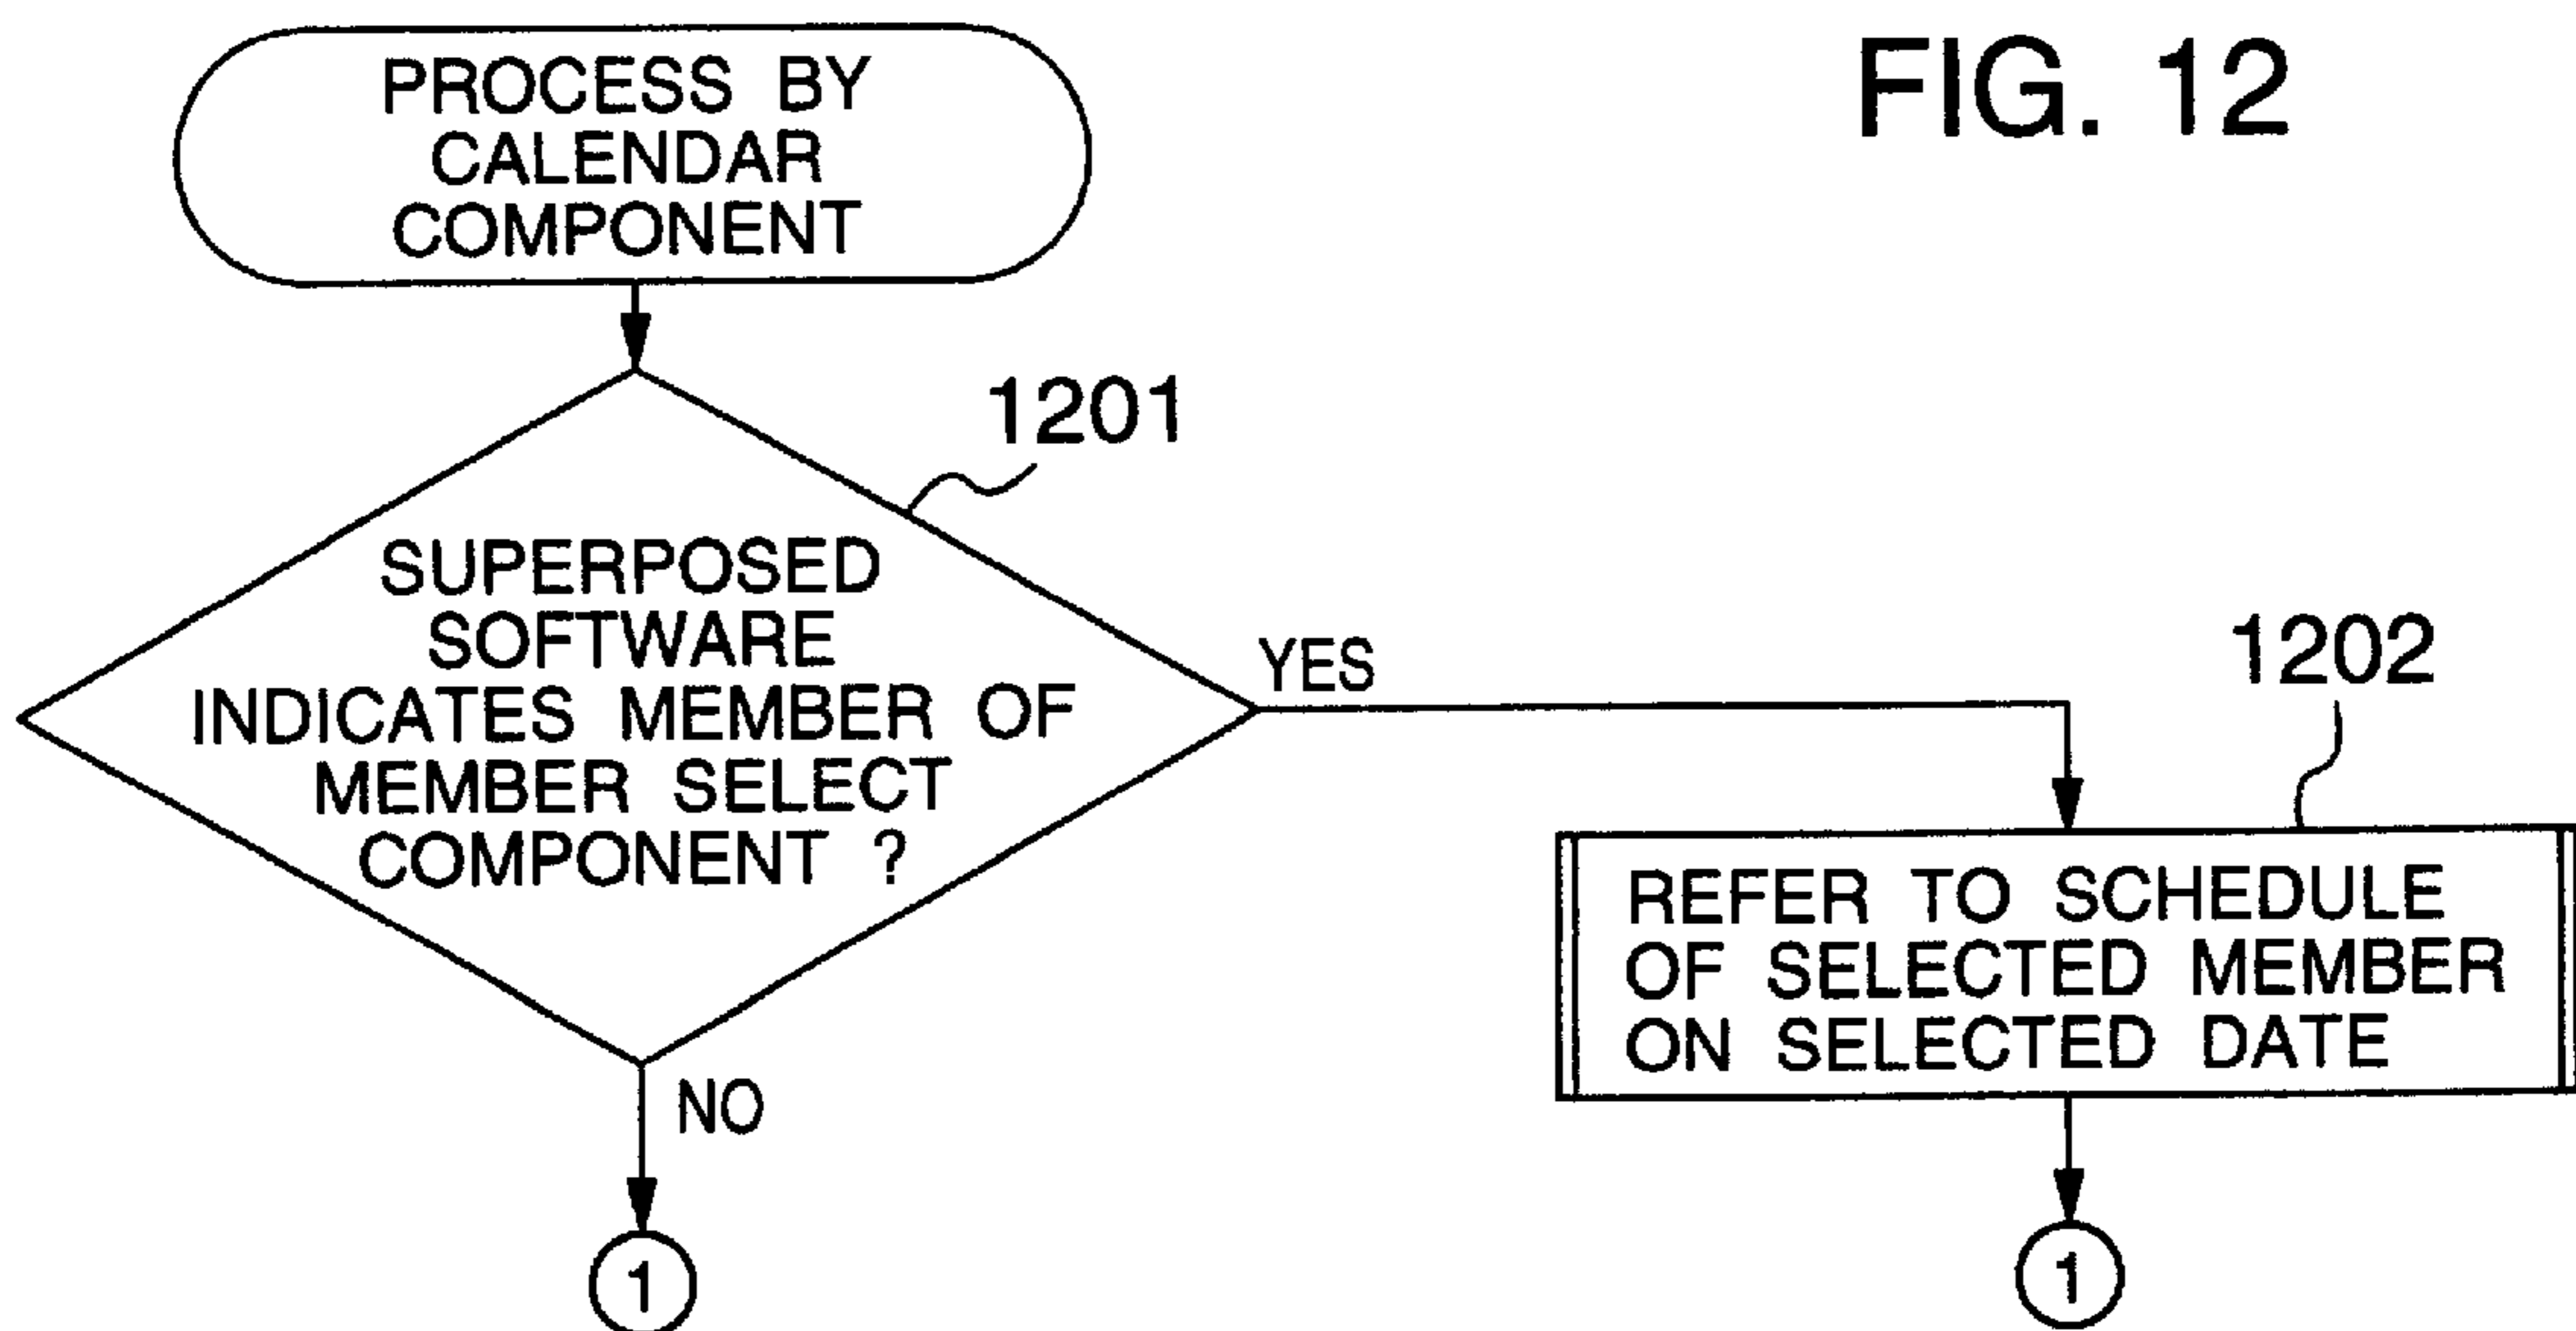 FIG. 12
PROCESS BY
CALENDAR
COMPONENT
1201
SUPERPOSED
SOFTWARE
INDICATES MEMBER OF
MEMBER SELECT
COMPONENT ?
YES
1202
REFER TO SCHEDULE
OF SELECTED MEMBER
ON SELECTED DATE
NO
1
1